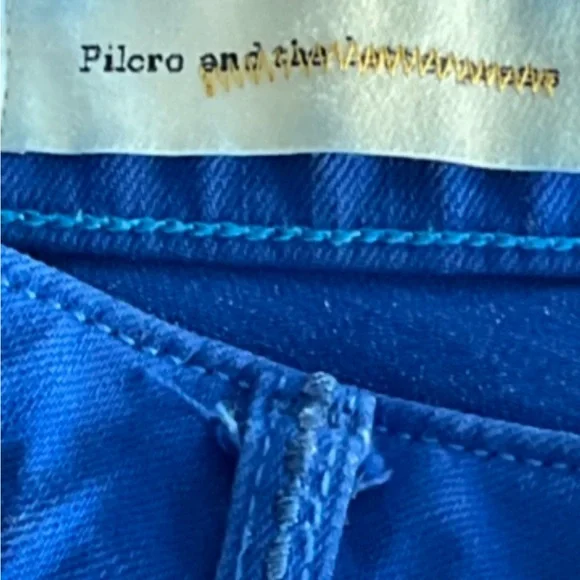 Pilcro and the